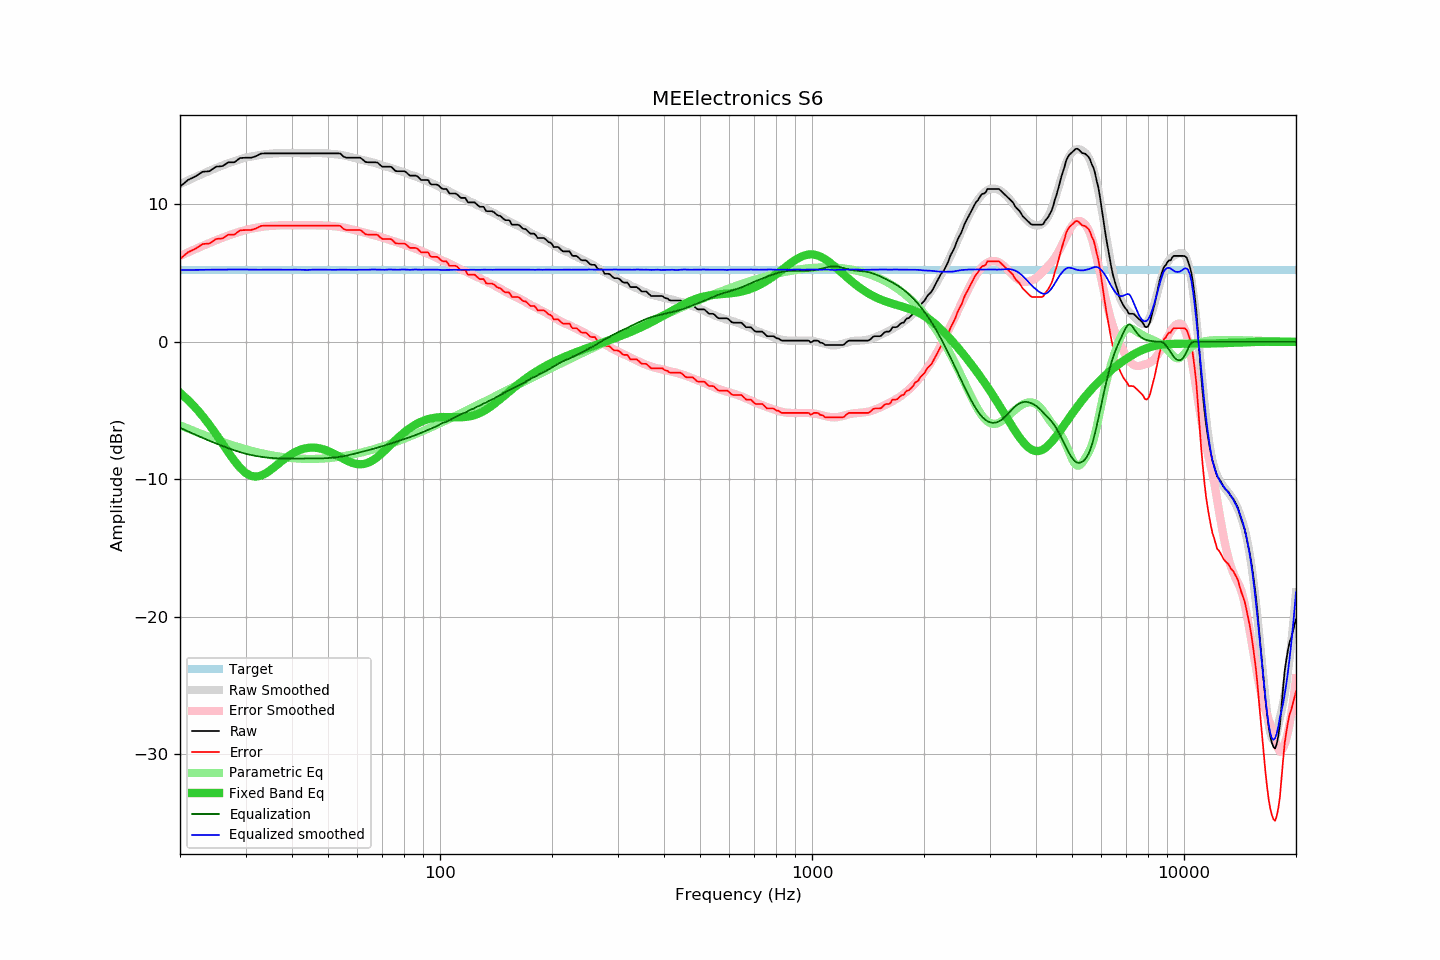 MEElectronics S6
Amplitude (dBr)
10
0
−10
−20
−30
Target
Raw Smoothed
Error Smoothed
Raw
Error
Parametric Eq
Fixed Band Eq
Equalization
Equalized smoothed
100
1000
10000
Frequency (Hz)